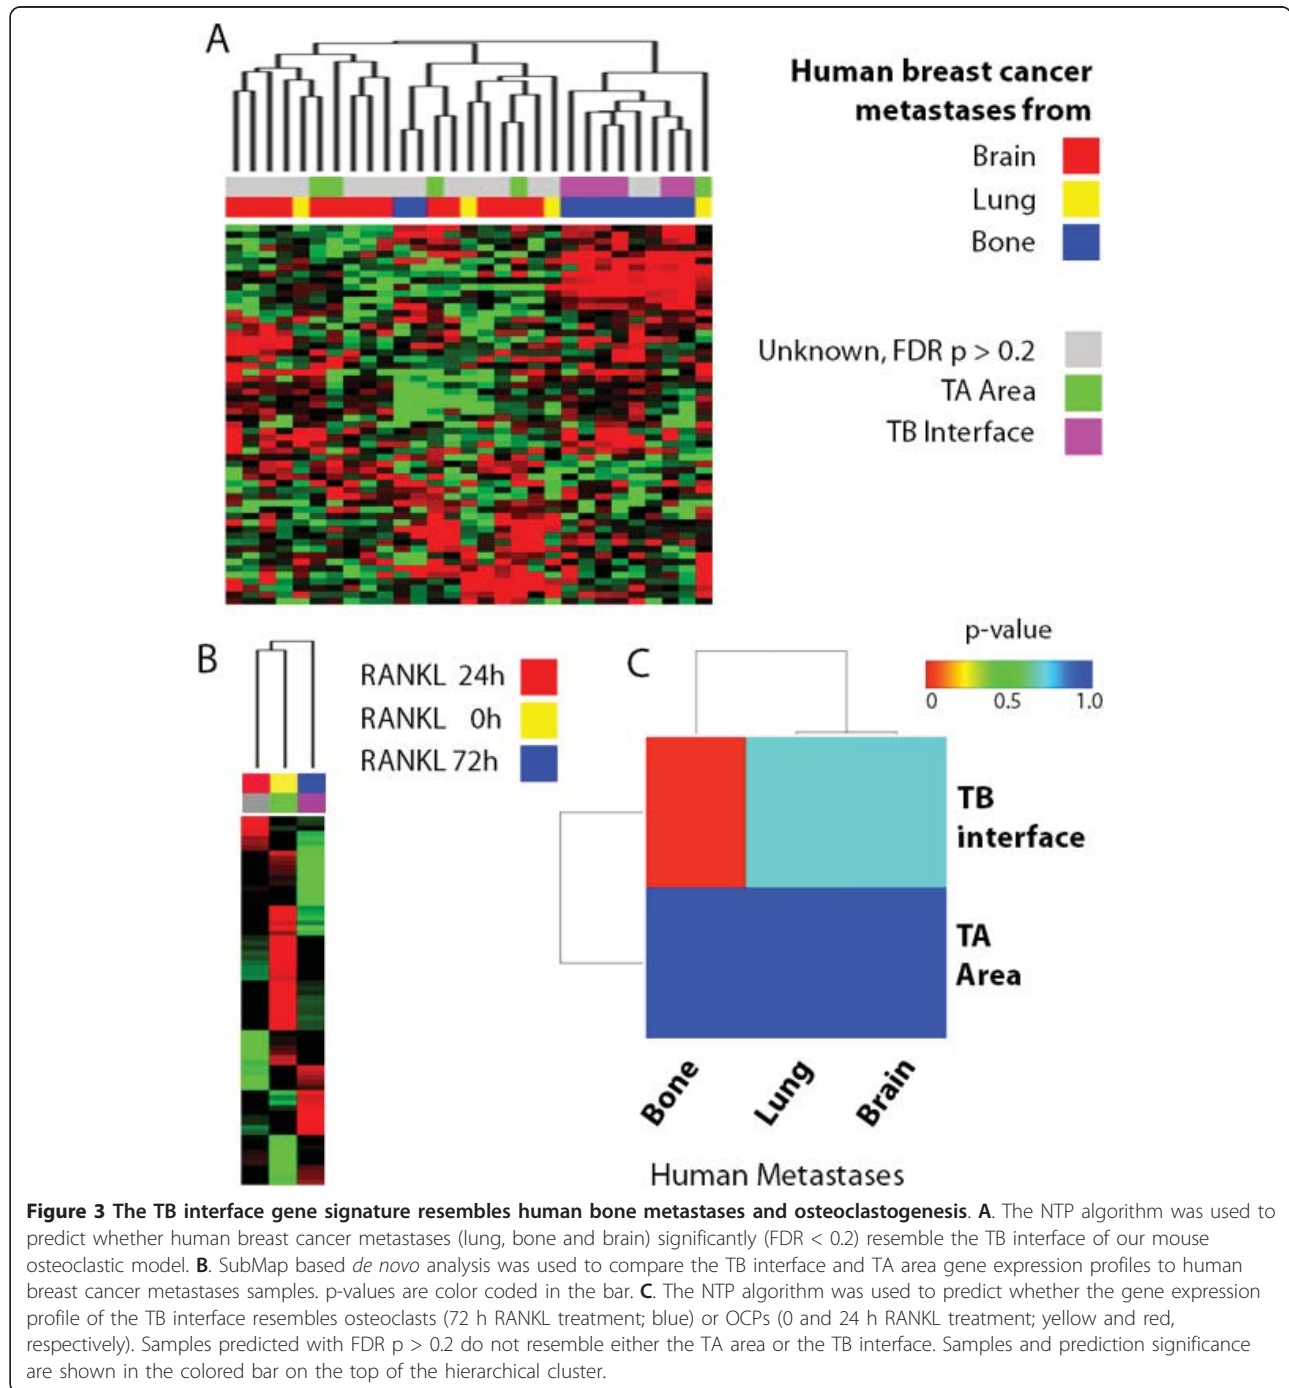 A
Human breast cancer
metastases from
Brain
Lung
Bone
Unknown, FDR p > 0.2
TA Area
TB Interface
B
RANKL 24h
RANKL 0h
RANKL 72h
C
p-value
0 0.5 1.0
TB
interface
TA
Area
Bone Lung Brain
Human Metastases
Figure 3 The TB interface gene signature resembles human bone metastases and osteoclastogenesis. A. The NTP algorithm was used to
predict whether human breast cancer metastases (lung, bone and brain) significantly (FDR < 0.2) resemble the TB interface of our mouse
osteoclastic model. B. SubMap based de novo analysis was used to compare the TB interface and TA area gene expression profiles to human
breast cancer metastases samples. p-values are color coded in the bar. C. The NTP algorithm was used to predict whether the gene expression
profile of the TB interface resembles osteoclasts (72 h RANKL treatment; blue) or OCPs (0 and 24 h RANKL treatment; yellow and red,
respectively). Samples predicted with FDR p > 0.2 do not resemble either the TA area or the TB interface. Samples and prediction significance
are shown in the colored bar on the top of the hierarchical cluster.